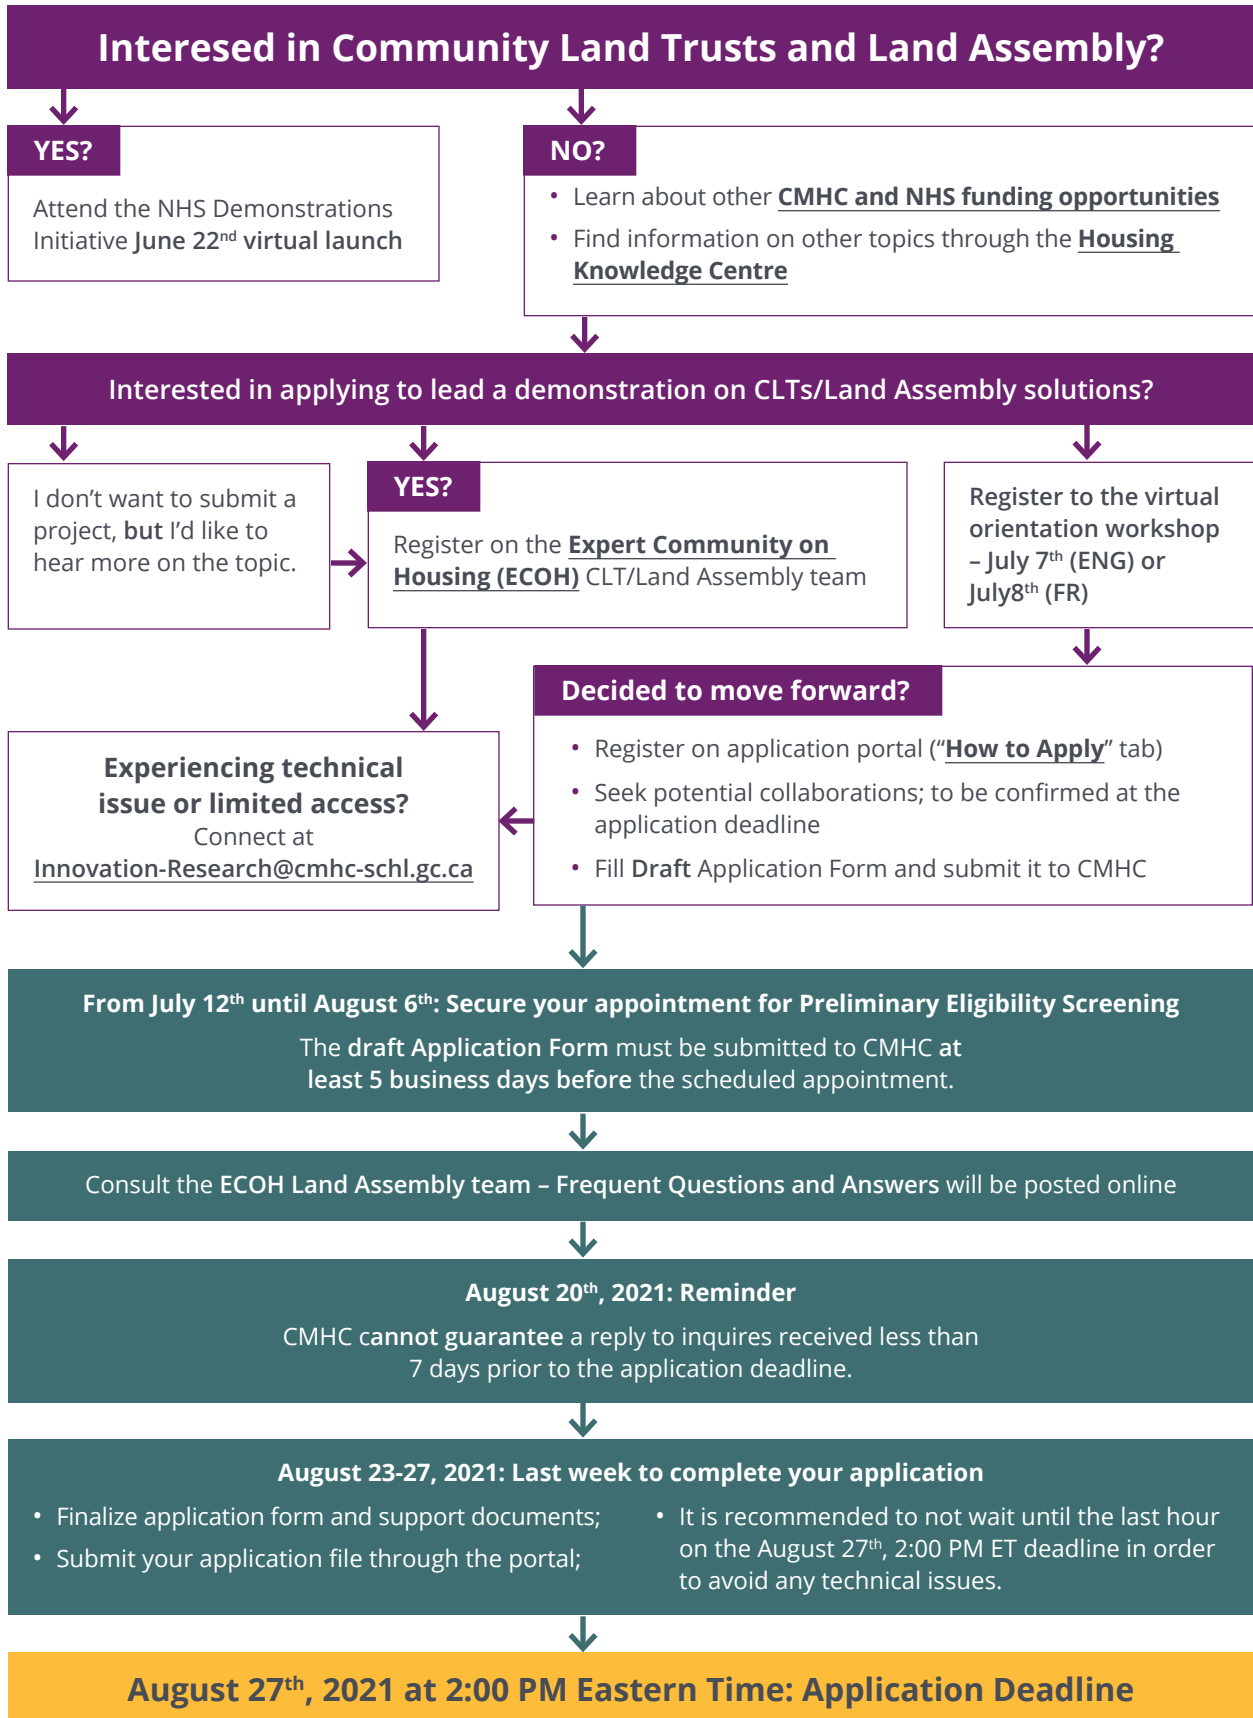 Interesed in Community Land Trusts and Land Assembly?
YES?
Attend the NHS Demonstrations
Initiative June 22nd virtual launch
NO?
• Learn about other CMHC and NHS funding opportunities
• Find information on other topics through the Housing
Knowledge Centre
Interested in applying to lead a demonstration on CLTs/Land Assembly solutions?
I don't want to submit a
project, but I'd like to
hear more on the topic.
YES?
Register on the Expert Community on
Housing (ECOH) CLT/Land Assembly team
Register to the virtual
orientation workshop
– July 7th (ENG) or
July8th (FR)
Decided to move forward?
• Register on application portal (“How to Apply” tab)
• Seek potential collaborations; to be confirmed at the
application deadline
• Fill Draft Application Form and submit it to CMHC
Experiencing technical
issue or limited access?
Connect at
Innovation-Research@cmhc-schl.gc.ca
From July 12th until August 6th: Secure your appointment for Preliminary Eligibility Screening
The draft Application Form must be submitted to CMHC at
least 5 business days before the scheduled appointment.
Consult the ECOH Land Assembly team – Frequent Questions and Answers will be posted online
August 20th, 2021: Reminder
CMHC cannot guarantee a reply to inquires received less than
7 days prior to the application deadline.
August 23-27, 2021: Last week to complete your application
• Finalize application form and support documents;
• Submit your application file through the portal;
• It is recommended to not wait until the last hour
on the August 27th, 2:00 PM ET deadline in order
to avoid any technical issues.
August 27th, 2021 at 2:00 PM Eastern Time: Application Deadline